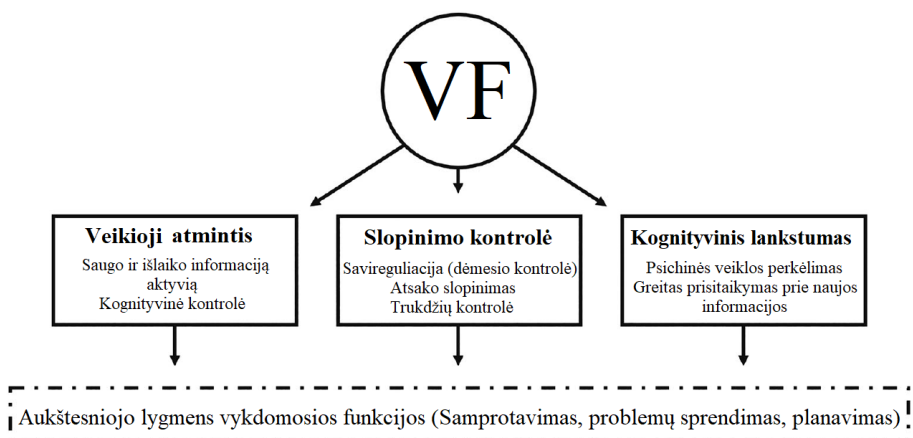 VF
Veikioji atmintis
Saugo ir išlaiko informaciją
aktyvią
Kognityvinė kontrolė
Slopinimo kontrolė
Savireguliacija (dėmesio kontrolė)
Atsako slopinimas
Trukdžių kontrolė
Kognityvinis lankstumas
Psichinės veiklos perkėlimas
Greitas prisitaikymas prie naujos
informacijos
Aukštesniojo lygmens vykdomosios funkcijos (Samprotavimas, problemų sprendimas, planavimas)